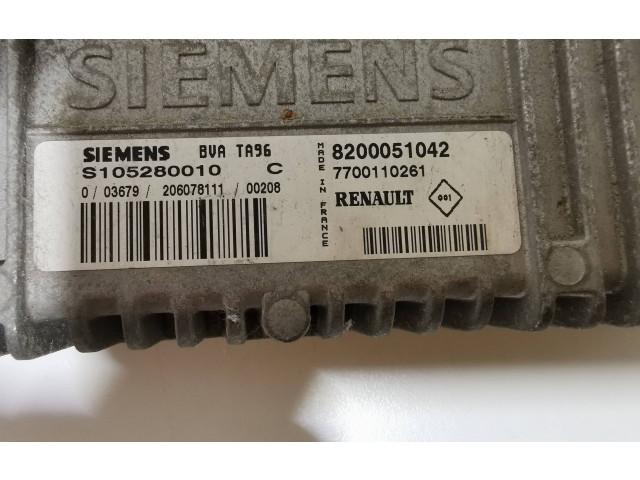 SIEMENS
SIEMENS BVA TA96
S105280010 C
0 / 03679 / 206078111 / 00208
MADE IN FRANCE
8200051042
7700110261
RENAULT 001